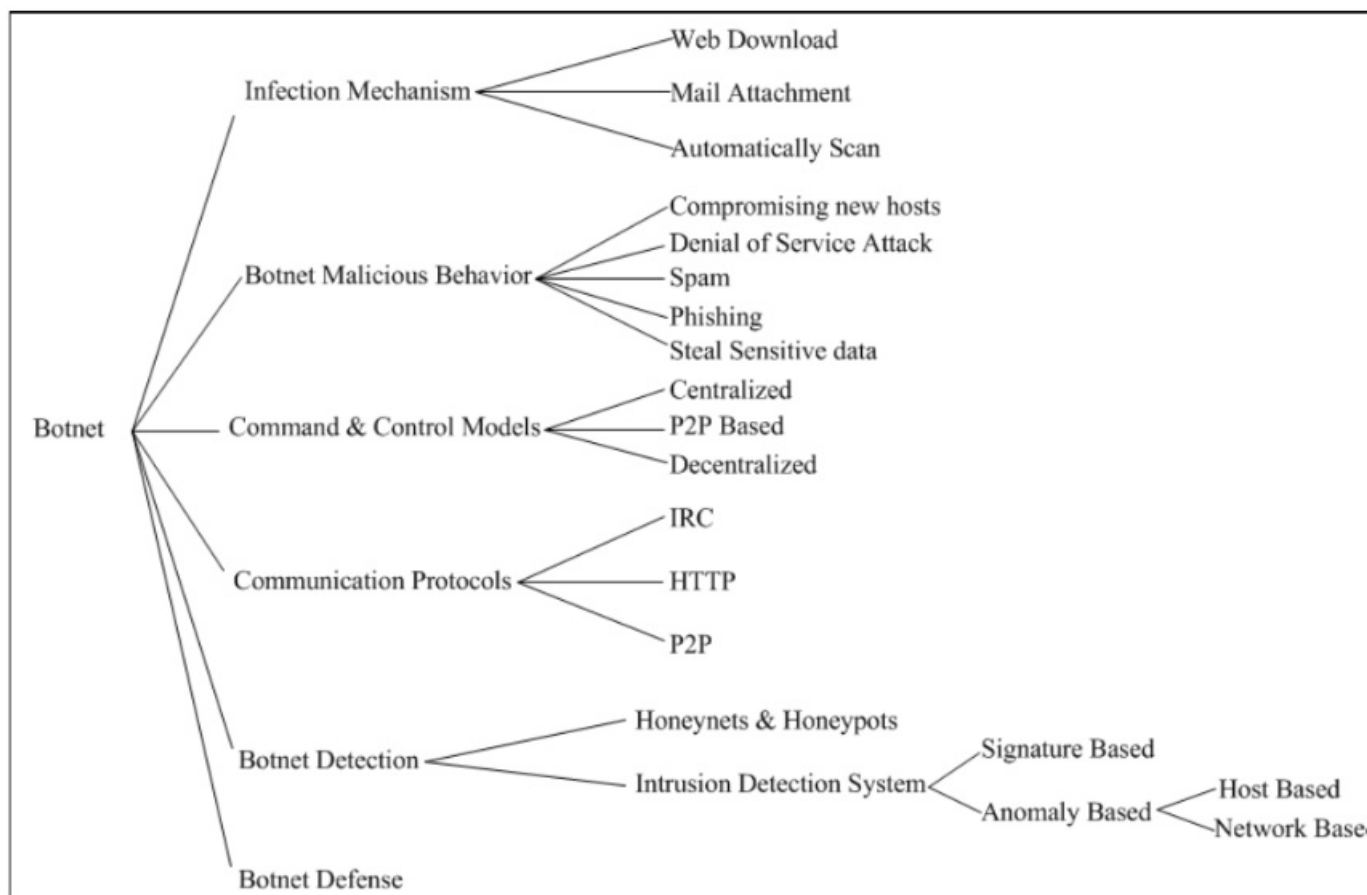 Web Download
Infection Mechanism
Mail Attachment
Automatically Scan
Compromising new hosts
Denial of Service Attack
Botnet Malicious Behavior
Spam
Phishing
Steal Sensitive data
Centralized
Botnet
Command & Control Models
P2P Based
Decentralized
IRC
Communication Protocols
HTTP
P2P
Honeynets & Honeypots
Botnet Detection
Intrusion Detection System
Signature Based
Anomaly Based
Host Based
Network Based
Botnet Defense